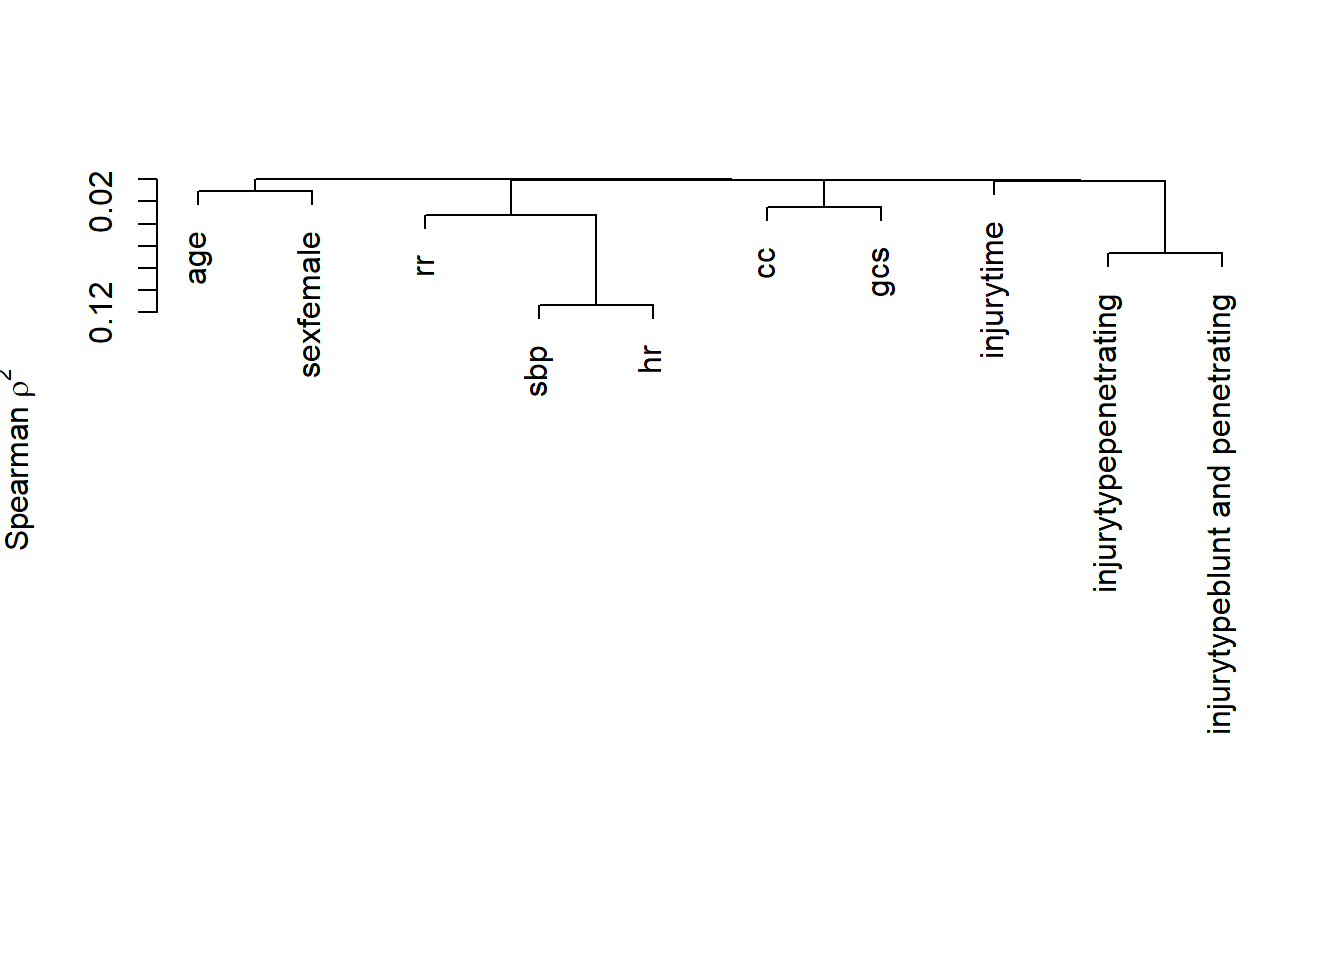 0.02
0.12
Spearman ρ²
age
sexfemale
rr
sbp
hr
cc
gcs
injurytime
injurytypepenetrating
injurytypeblunt and penetrating